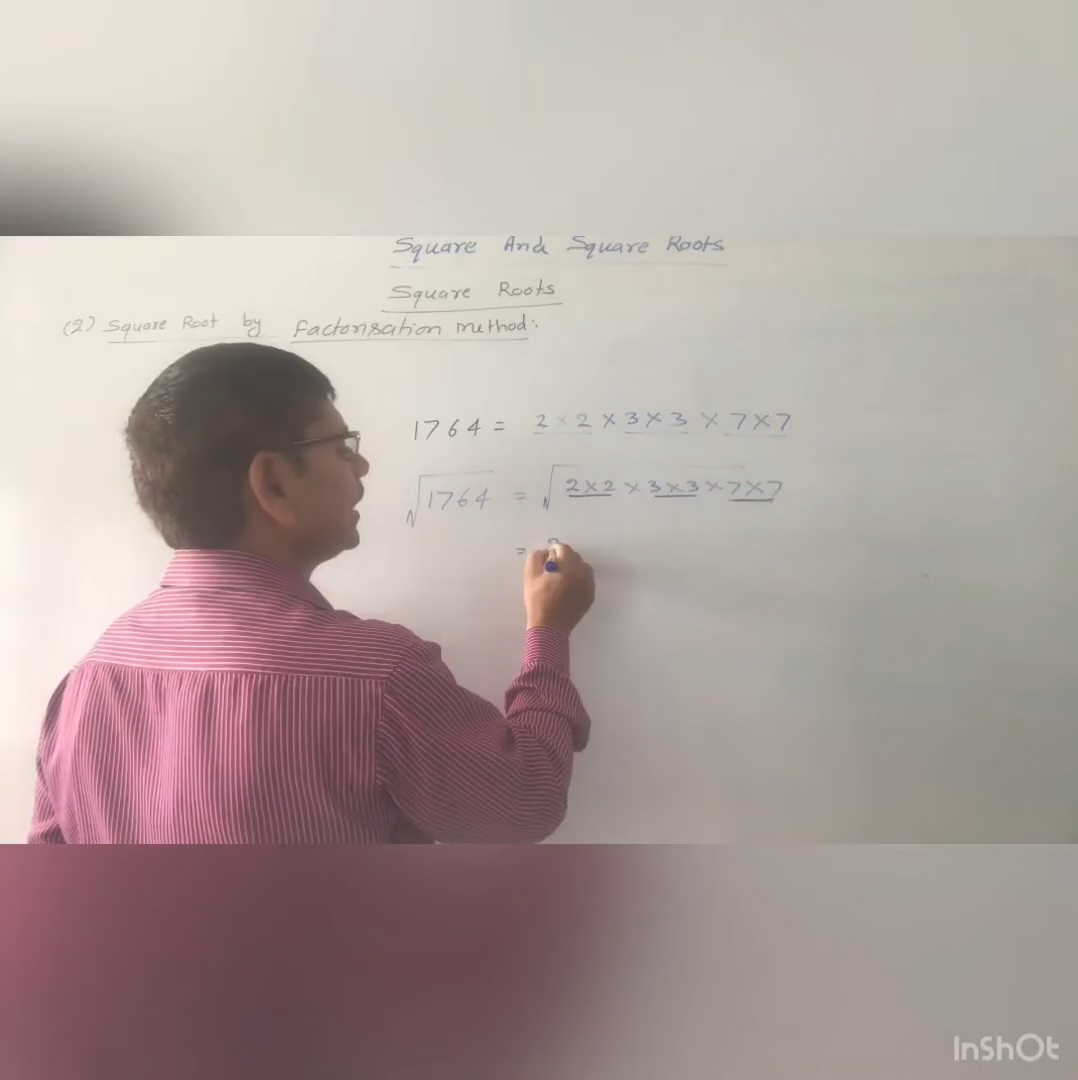 Square And Square Roots
Square Roots
(2) Square Root by Factorisation Method:
1764 = 2 × 2 × 3 × 3 × 7 × 7
√1764 = √2×2 × 3×3 × 7×7
=
InShOt